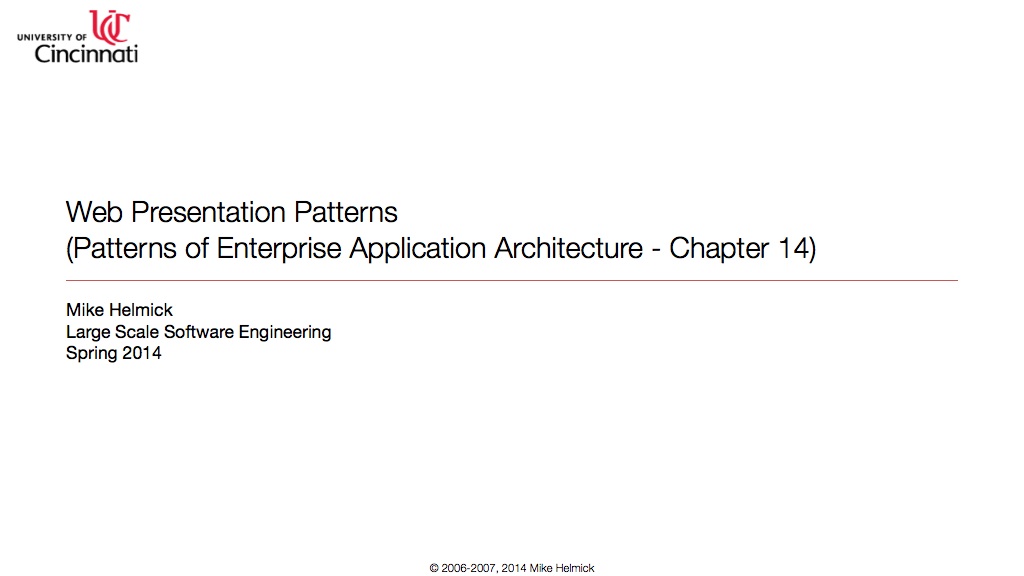 UNIVERSITY OF
Cincinnati
Web Presentation Patterns
(Patterns of Enterprise Application Architecture - Chapter 14)
Mike Helmick
Large Scale Software Engineering
Spring 2014
© 2006-2007, 2014 Mike Helmick